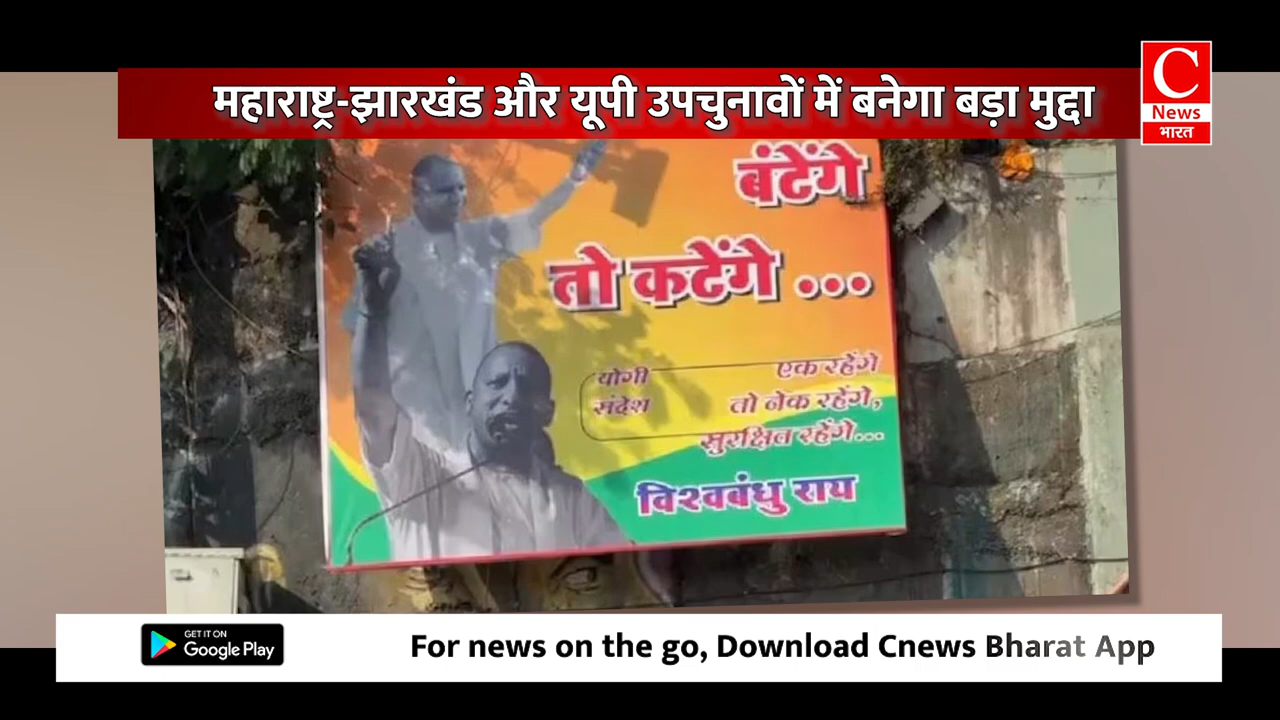 महाराष्ट्र-झारखंड और यूपी उपचुनावों में बनेगा बड़ा मुद्दा
C
News
भारत
बंटेंगे
तो कटेंगे ...
योगी
संदेश
एक रहेंगे
तो नेक रहेंगे,
सुरक्षित रहेंगे...
विश्वबंधु राय
GET IT ON
Google Play
For news on the go, Download Cnews Bharat App